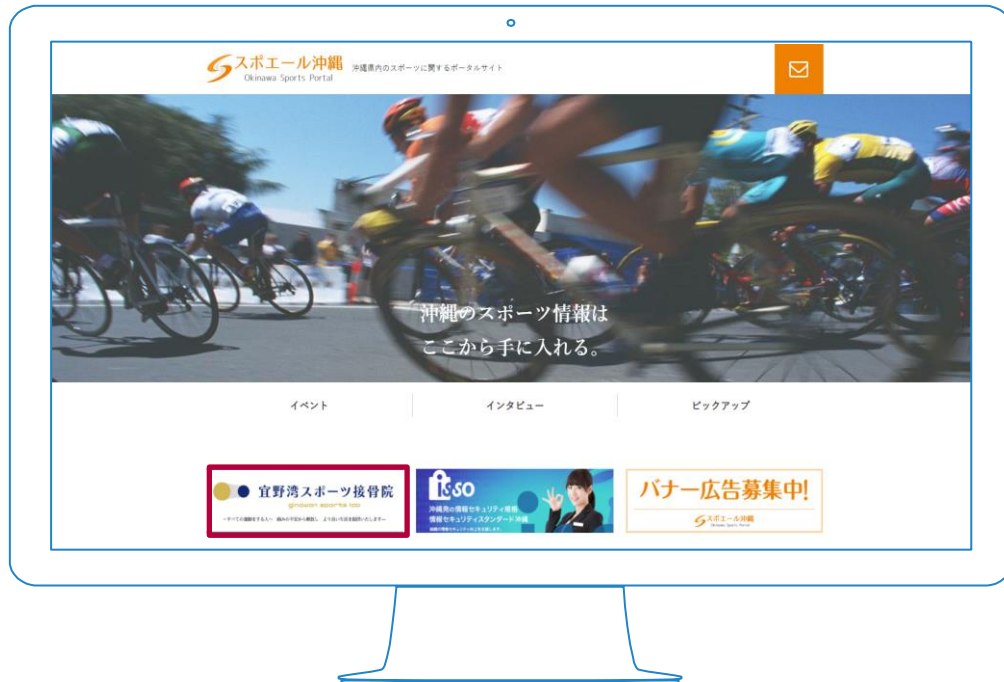 スポエール沖縄
Okinawa Sports Portal
沖縄県内のスポーツに関するポータルサイト
沖縄のスポーツ情報は
ここから手に入れる。
イベント
インタビュー
ピックアップ
宜野湾スポーツ接骨院
ginowan sports lab
isso
沖縄発の情報セキュリティ規格
情報セキュリティスタンダード沖縄
バナー広告募集中!
スポエール沖縄
Okinawa Sports Portal